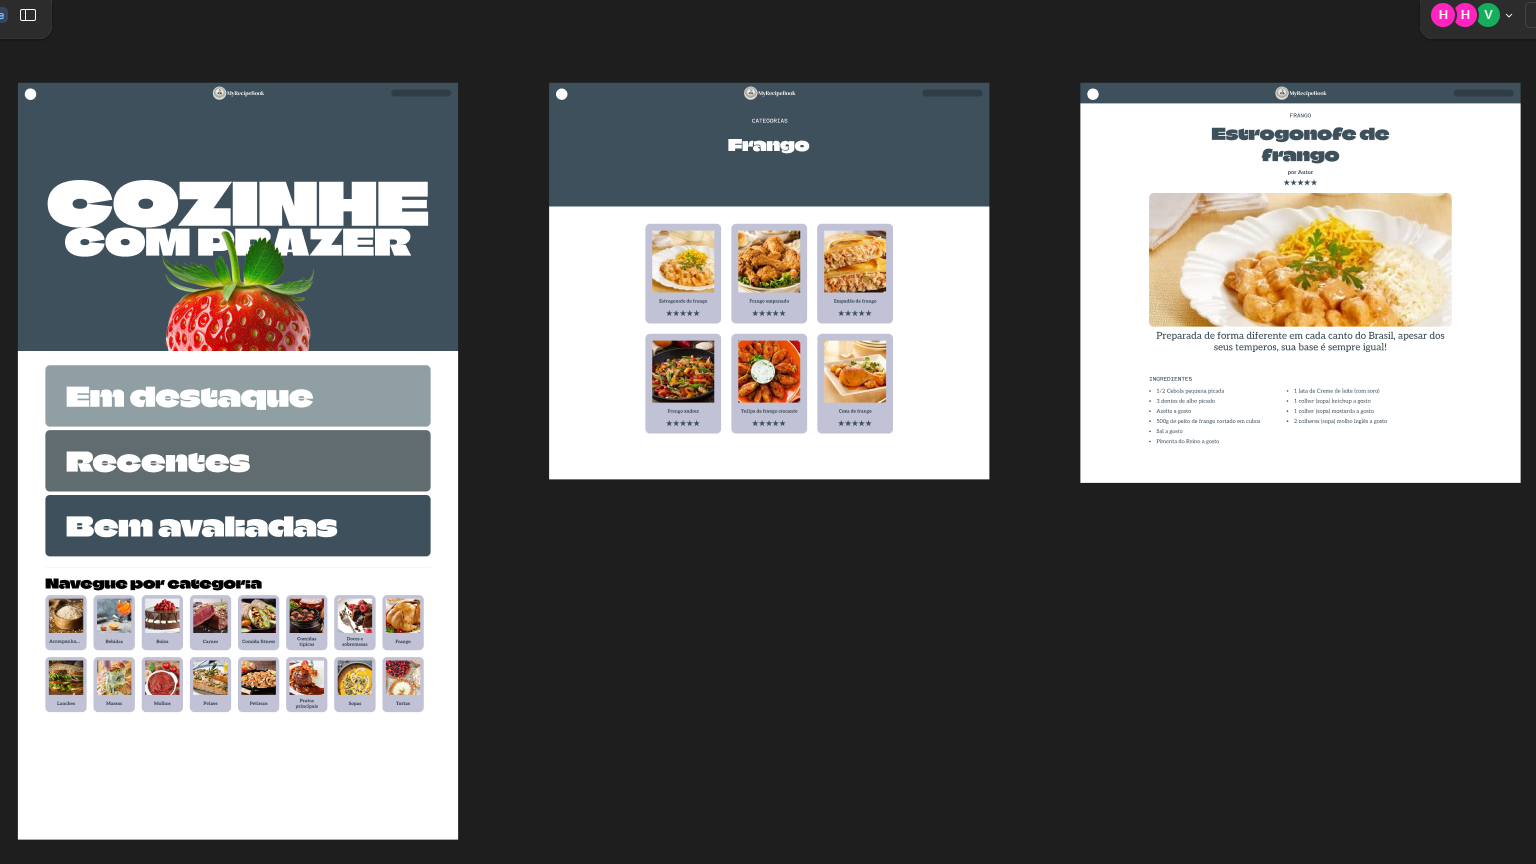 H H V
MyRecipeBook
COZINHE
COM PRAZER
Em destaque
Recentes
Bem avaliadas
Navegue por categoria
Acompanha...
Bebidas
Bolos
Carnes
Comida fitness
Comidas
típicas
Doces e
sobremesas
Frango
Lanches
Massas
Molhos
Peixes
Petiscos
Pratos
principais
Sopas
Tortas
MyRecipeBook
CATEGORIAS
Frango
Estrogonofe de frango
Frango empanado
Empadão de frango
Frango xadrez
Tulipa de frango crocante
Coxa de frango
MyRecipeBook
FRANGO
Estrogonofe de
frango
por Autor
Preparada de forma diferente em cada canto do Brasil, apesar dos
seus temperos, sua base é sempre igual!
INGREDIENTES
• 1/2 Cebola pequena picada
• 3 dentes de alho picado
• Azeite a gosto
• 500g de peito de frango cortado em cubos
• Sal a gosto
• Pimenta do Reino a gosto
• 1 lata de Creme de leite (com soro)
• 1 colher (sopa) ketchup a gosto
• 1 colher (sopa) mostarda a gosto
• 2 colheres (sopa) molho inglês a gosto